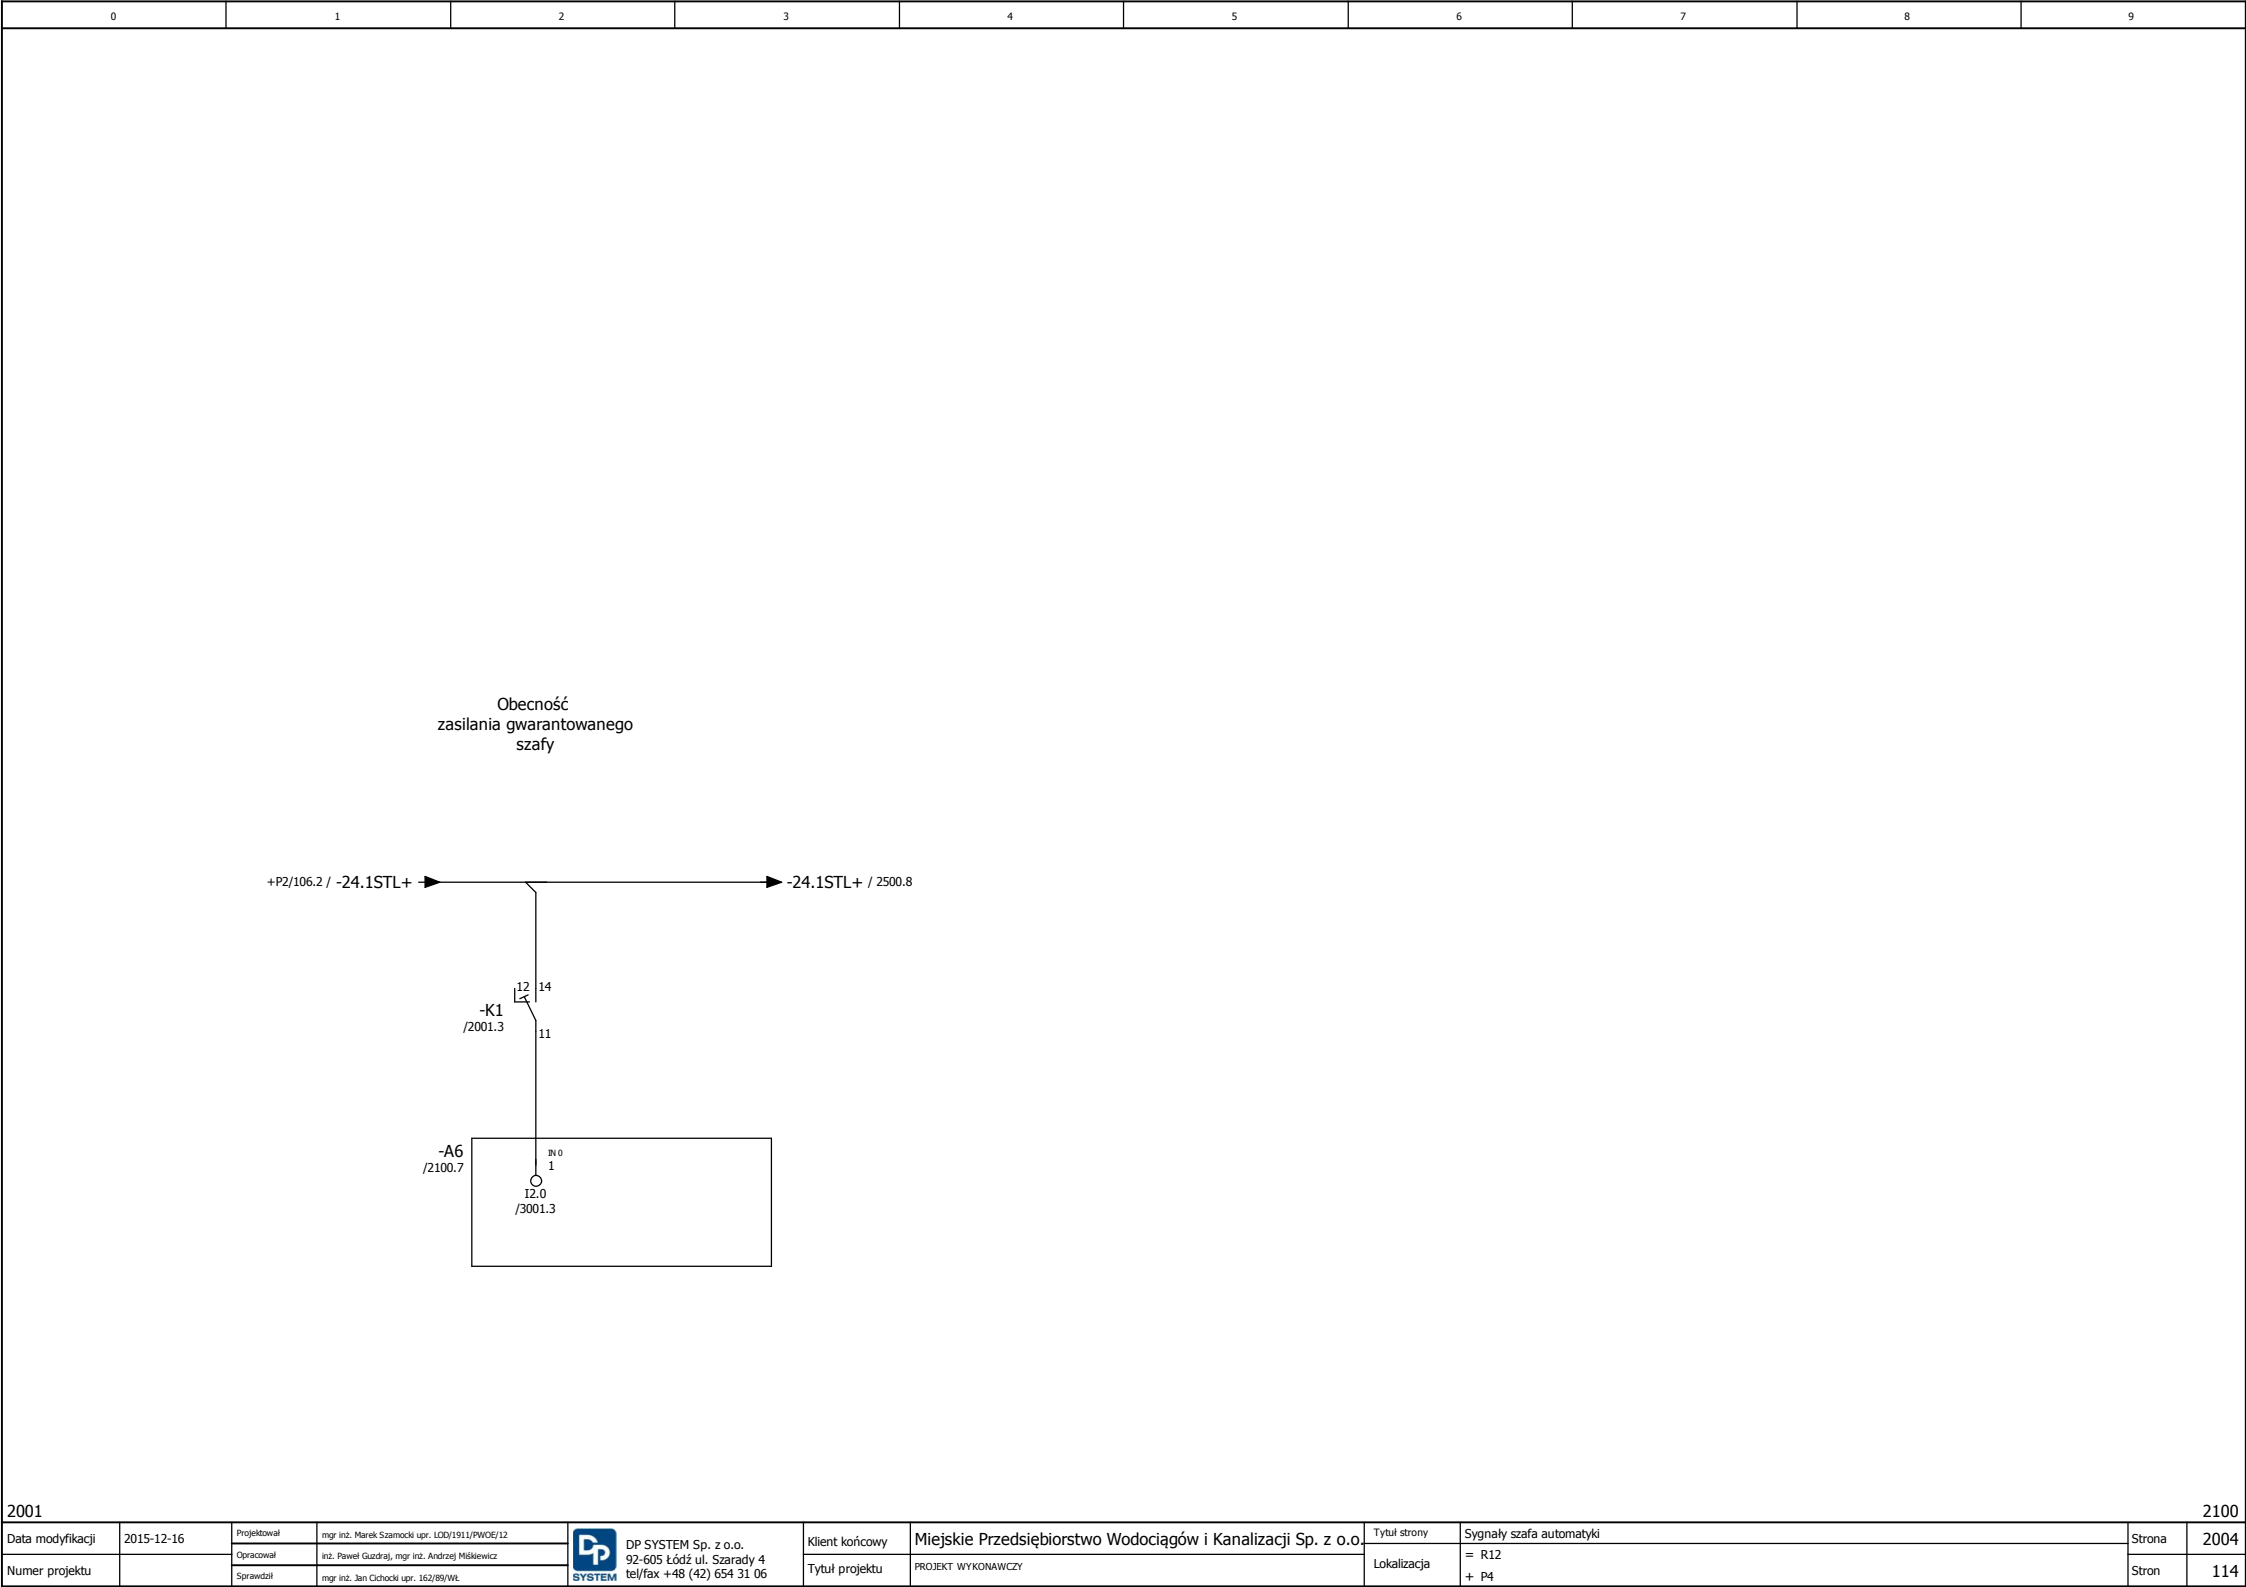 0 1 2 3 4 5 6 7 8 9
Obecność
zasilania gwarantowanego
szafy
+P2/106.2 / -24.1STL+
-24.1STL+ / 2500.8
12 14
-K1
/2001.3
11
-A6
/2100.7
IN 0
1
I2.0
/3001.3
2001
2100
Data modyfikacji 2015-12-16
Numer projektu
Projektował mgr inż. Marek Szamocki upr. LOD/1911/PWOE/12
Opracował inż. Paweł Guzdraj, mgr inż. Andrzej Miśkiewicz
Sprawdził mgr inż. Jan Cichocki upr. 162/89/WŁ
DP
SYSTEM
DP SYSTEM Sp. z o.o.
92-605 Łódź ul. Szarady 4
tel/fax +48 (42) 654 31 06
Klient końcowy Miejskie Przedsiębiorstwo Wodociągów i Kanalizacji Sp. z o.o.
Tytuł projektu PROJEKT WYKONAWCZY
Tytuł strony Sygnały szafa automatyki
Lokalizacja = R12
+ P4
Strona 2004
Stron 114